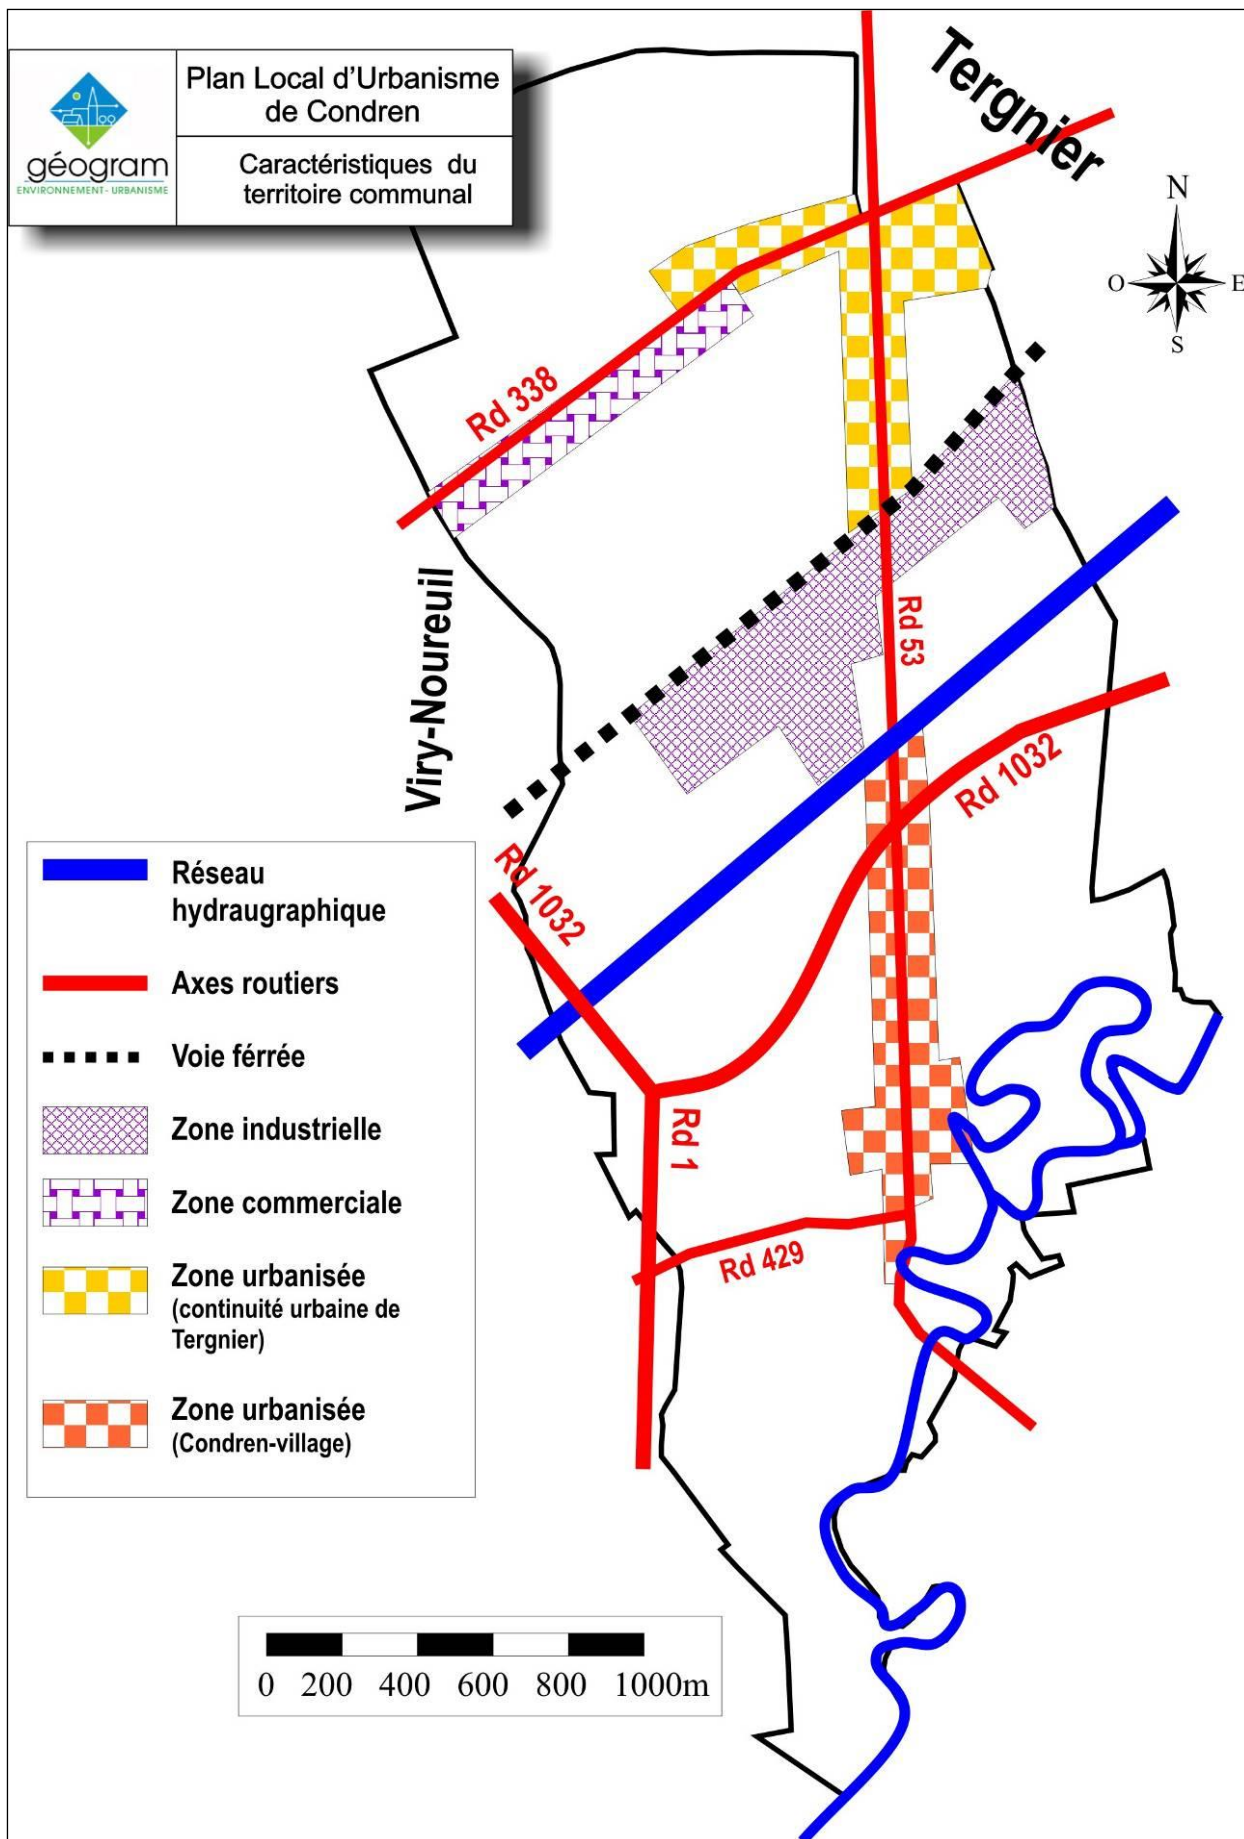 Plan Local d'Urbanisme
de Condren
géogram
ENVIRONNEMENT - URBANISME
Caractéristiques du
territoire communal
Tergnier
N
O
E
S
Rd 338
Viry-Noureuil
Rd 53
Rd 1032
Rd 1032
Rd 1
Rd 429
Réseau
hydraugraphique
Axes routiers
Voie férrée
Zone industrielle
Zone commerciale
Zone urbanisée
(continuité urbaine de
Tergnier)
Zone urbanisée
(Condren-village)
0 200 400 600 800 1000m